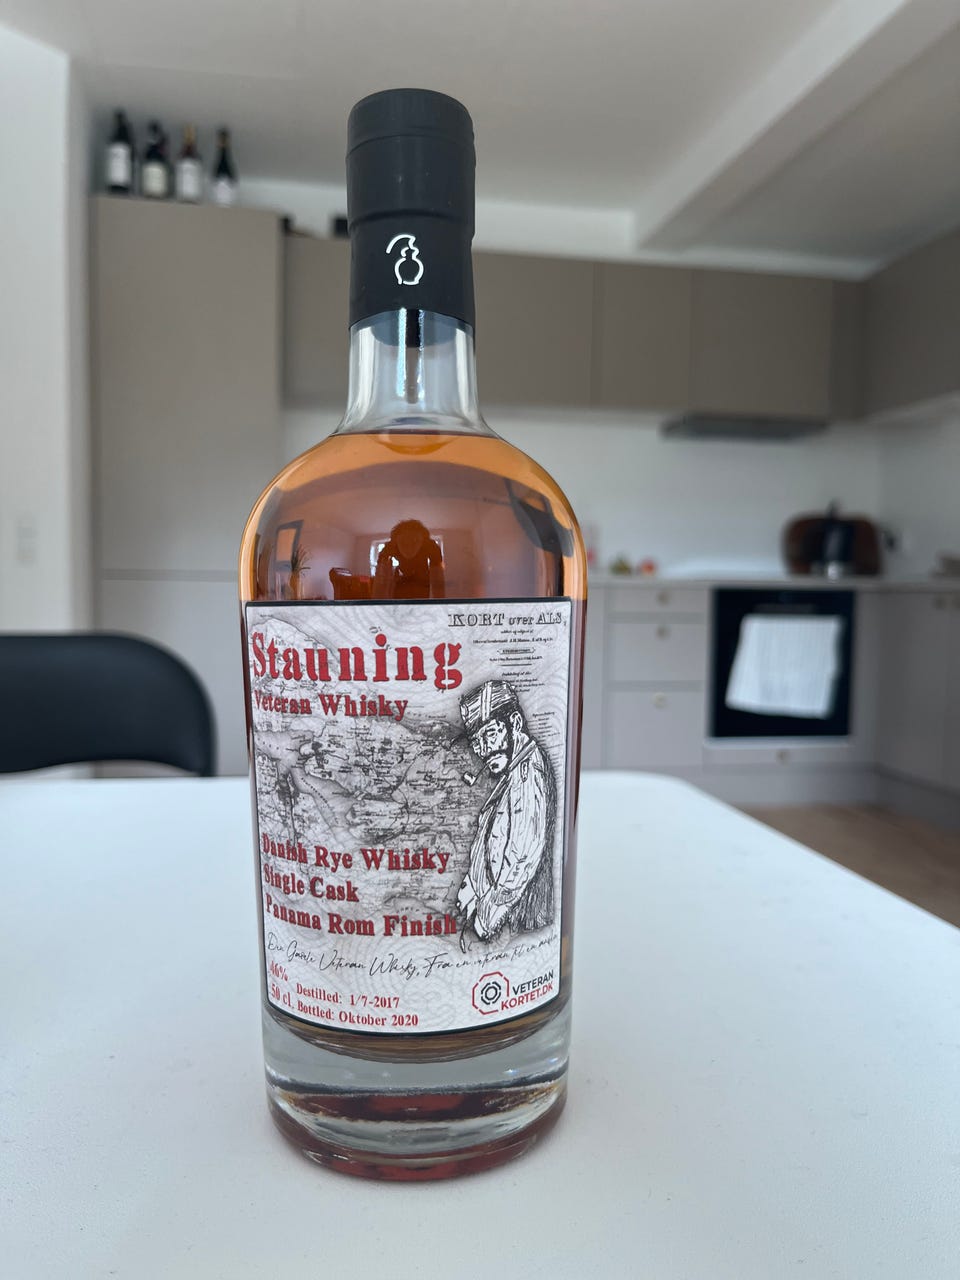 KORT over ALS
Stauning
Veteran Whisky
Danish Rye Whisky
Single Cask
Panama Rom Finish
Den Gamle Veteran Whisky, Fra en veteran til en anden
46%
50 cl.
Destilled: 1/7-2017
Bottled: Oktober 2020
VETERAN
KORTET.DK